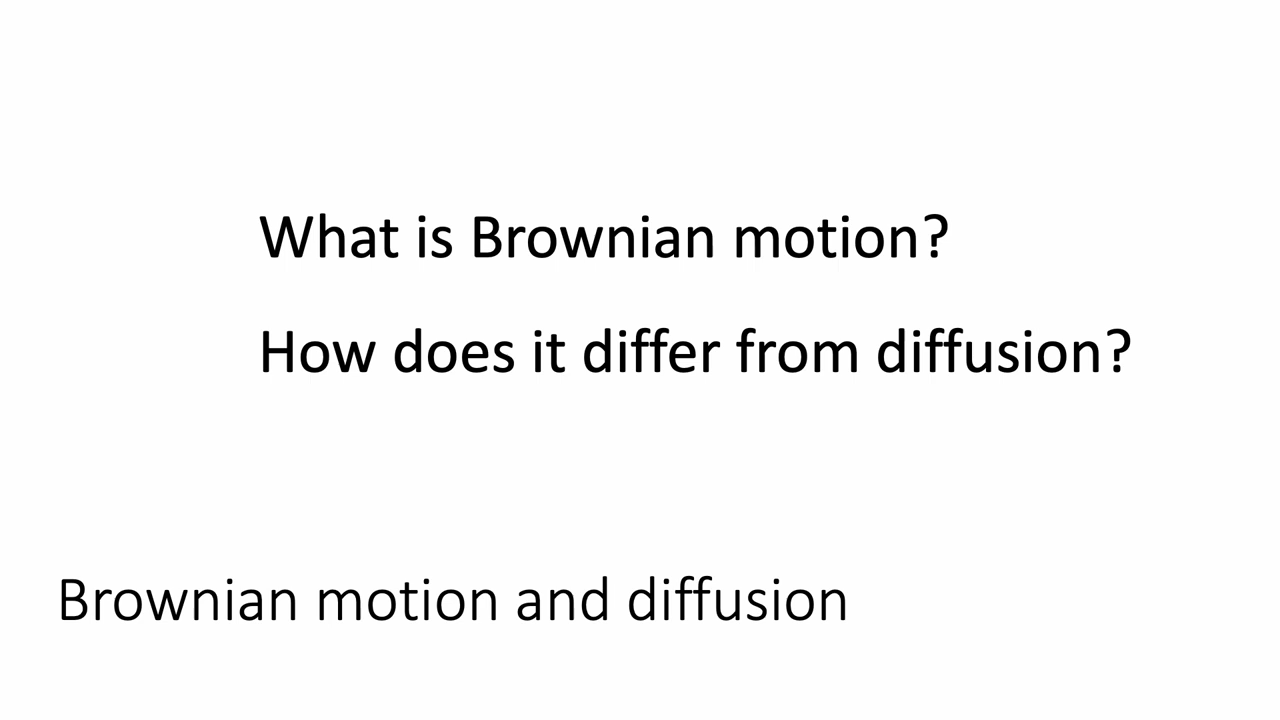 What is Brownian motion?
How does it differ from diffusion?
Brownian motion and diffusion